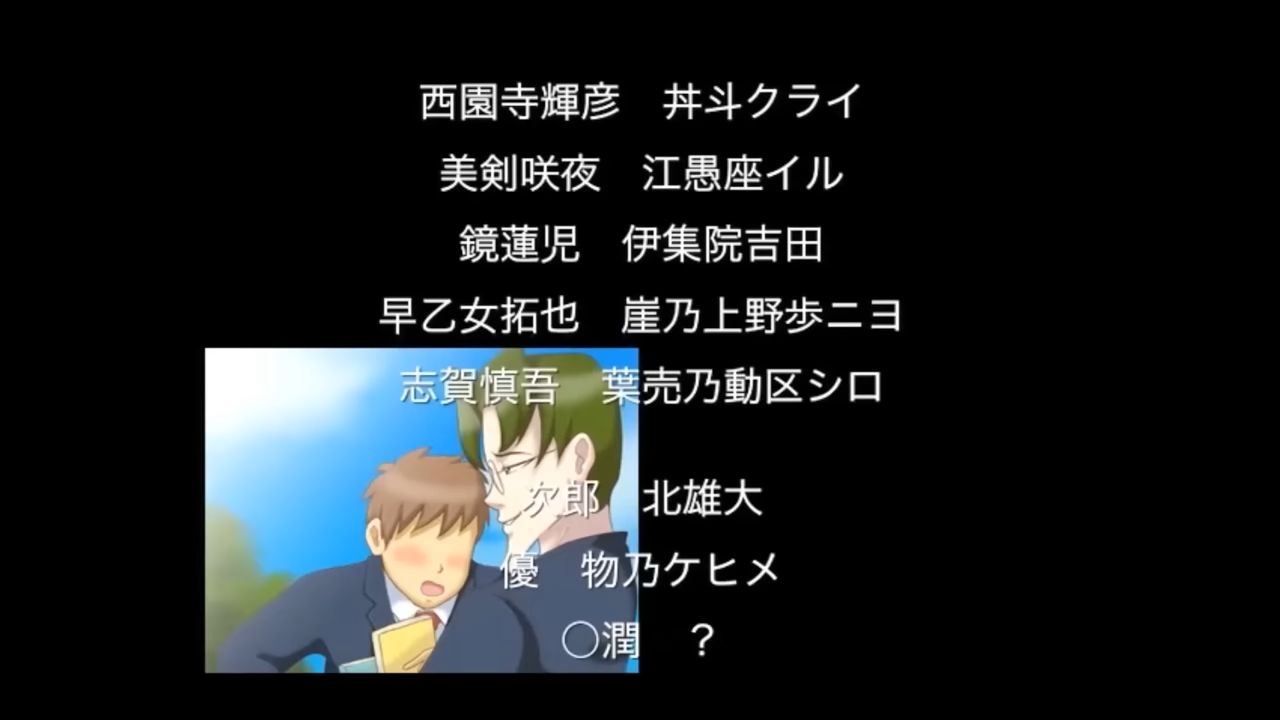 西園寺輝彦　丼斗クライ
美剣咲夜　江愚座イル
鏡蓮児　伊集院吉田
早乙女拓也　崖乃上野歩ニヨ
志賀慎吾　葉売乃動区シロ
次郎　北雄大
優　物乃ケヒメ
〇潤　？